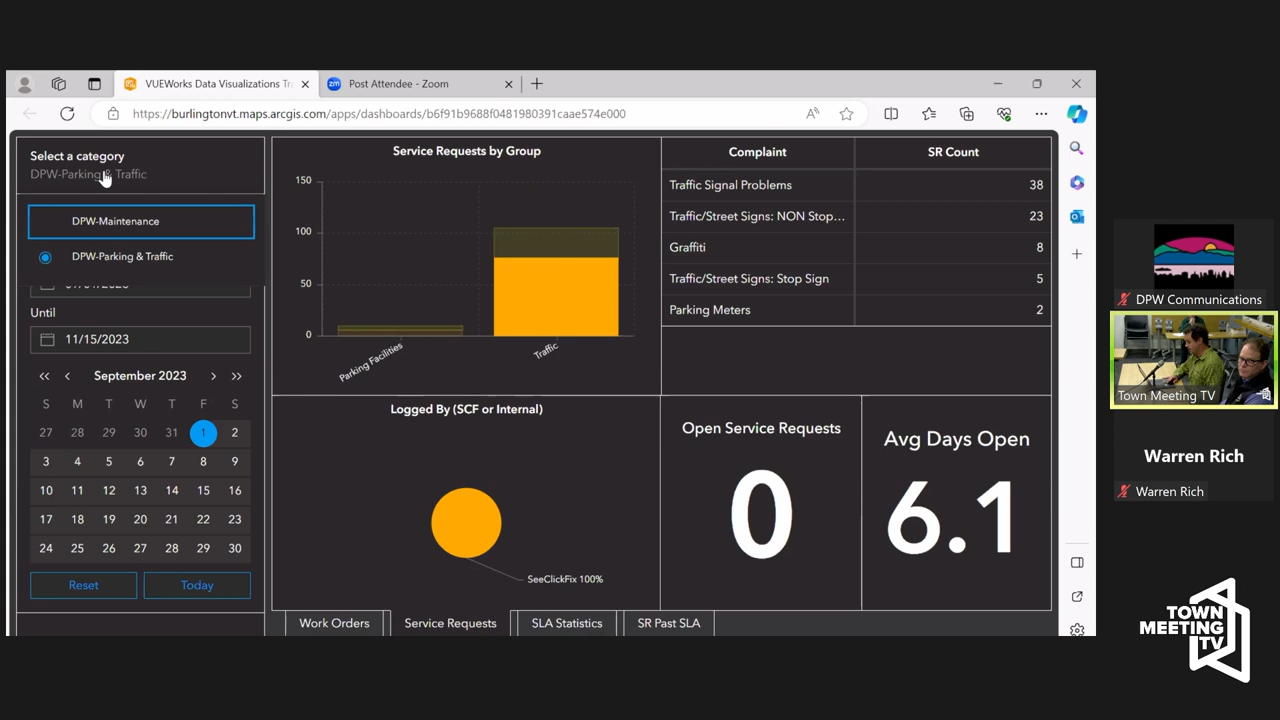 VUEWorks Data Visualizations Tr
Post Attendee - Zoom
https://burlingtonvt.maps.arcgis.com/apps/dashboards/b6f91b9688f0481980391caae574e000
Select a category
DPW-Parking & Traffic
DPW-Maintenance
DPW-Parking & Traffic
Until
11/15/2023
September 2023
S M T W T F S
27 28 29 30 31 1 2
3 4 5 6 7 8 9
10 11 12 13 14 15 16
17 18 19 20 21 22 23
24 25 26 27 28 29 30
Reset Today
Service Requests by Group
150
100
50
0
Parking Facilities
Traffic
Complaint SR Count
Traffic Signal Problems 38
Traffic/Street Signs: NON Stop... 23
Graffiti 8
Traffic/Street Signs: Stop Sign 5
Parking Meters 2
Logged By (SCF or Internal)
SeeClickFix 100%
Open Service Requests
0
Avg Days Open
6.1
Work Orders
Service Requests
SLA Statistics
SR Past SLA
DPW Communications
Town Meeting TV
Warren Rich
Warren Rich
TOWN
MEETING
TV